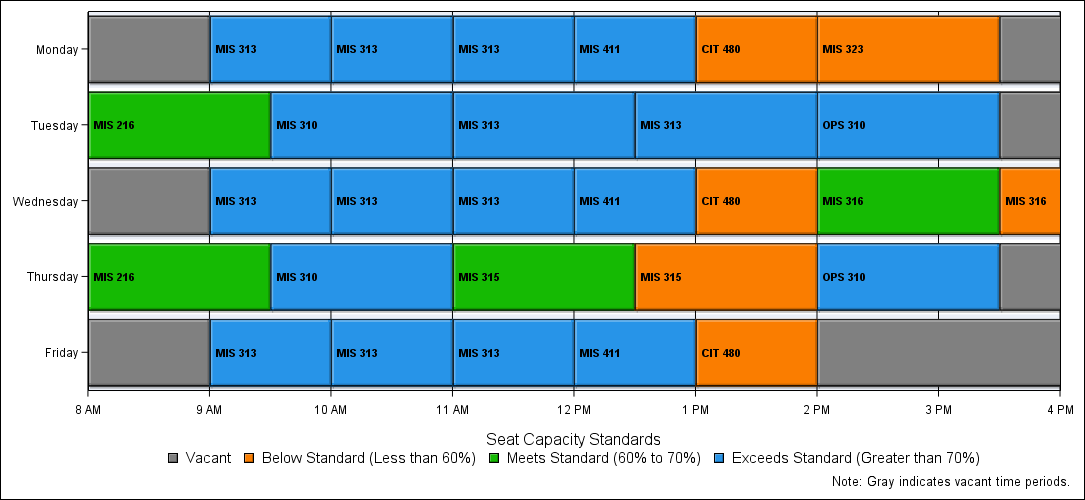 Monday MIS 313 MIS 313 MIS 313 MIS 411 CIT 480 MIS 323
Tuesday MIS 216 MIS 310 MIS 313 MIS 313 OPS 310
Wednesday MIS 313 MIS 313 MIS 313 MIS 411 CIT 480 MIS 316 MIS 316
Thursday MIS 216 MIS 310 MIS 315 MIS 315 OPS 310
Friday MIS 313 MIS 313 MIS 313 MIS 411 CIT 480
8 AM 9 AM 10 AM 11 AM 12 PM 1 PM 2 PM 3 PM 4 PM
Seat Capacity Standards
Vacant Below Standard (Less than 60%) Meets Standard (60% to 70%) Exceeds Standard (Greater than 70%)
Note: Gray indicates vacant time periods.